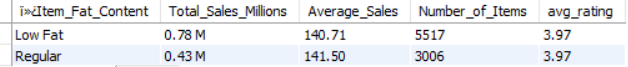 ï»¿Item_Fat_Content Total_Sales_Millions Average_Sales Number_of_Items avg_rating
Low Fat 0.78 M 140.71 5517 3.97
Regular 0.43 M 141.50 3006 3.97